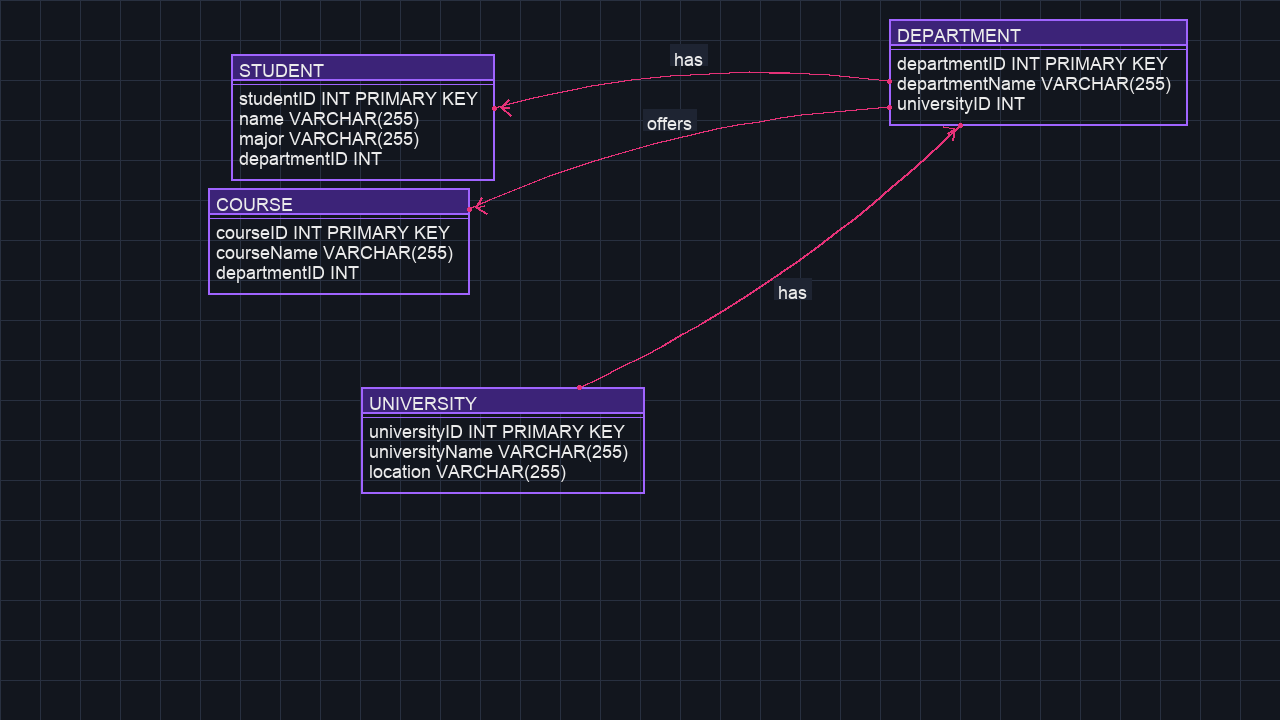 STUDENT
studentID INT PRIMARY KEY
name VARCHAR(255)
major VARCHAR(255)
departmentID INT
COURSE
courseID INT PRIMARY KEY
courseName VARCHAR(255)
departmentID INT
has
offers
DEPARTMENT
departmentID INT PRIMARY KEY
departmentName VARCHAR(255)
universityID INT
has
UNIVERSITY
universityID INT PRIMARY KEY
universityName VARCHAR(255)
location VARCHAR(255)